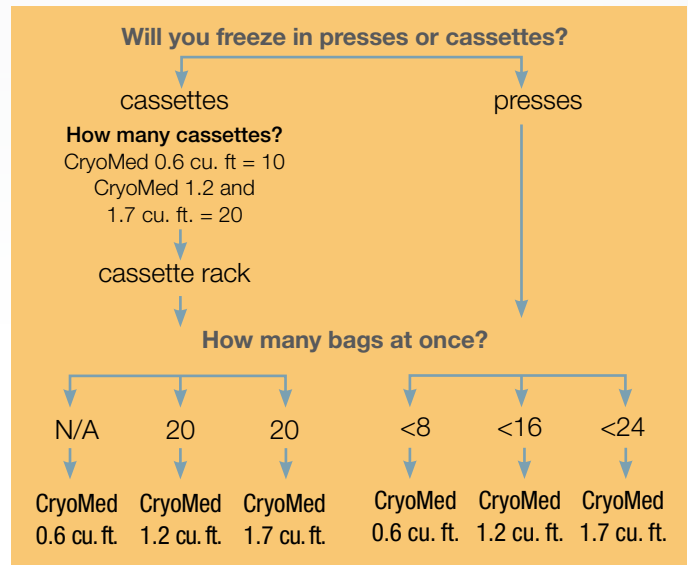 Will you freeze in presses or cassettes?
cassettes
presses
How many cassettes?
CryoMed 0.6 cu. ft = 10
CryoMed 1.2 and
1.7 cu. ft. = 20
cassette rack
How many bags at once?
N/A 20 20 <8 <16 <24
CryoMed CryoMed CryoMed CryoMed CryoMed CryoMed
0.6 cu. ft. 1.2 cu. ft. 1.7 cu. ft. 0.6 cu. ft. 1.2 cu. ft. 1.7 cu. ft.